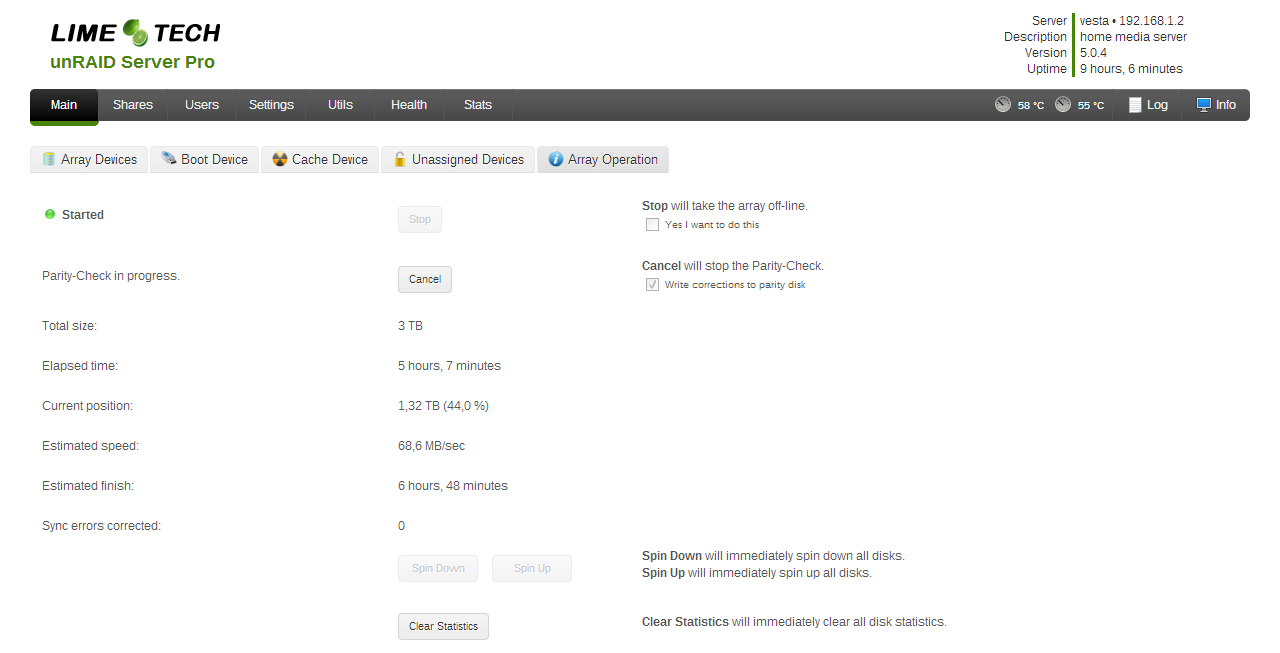 LIME TECH
unRAID Server Pro
Server vesta • 192.168.1.2
Description home media server
Version 5.0.4
Uptime 9 hours, 6 minutes
Main Shares Users Settings Utils Health Stats 58 °C 55 °C Log Info
Array Devices Boot Device Cache Device Unassigned Devices Array Operation
Started Stop Stop will take the array off-line.
Yes I want to do this
Parity-Check in progress. Cancel Cancel will stop the Parity-Check.
Write corrections to parity disk
Total size: 3 TB
Elapsed time: 5 hours, 7 minutes
Current position: 1,32 TB (44,0 %)
Estimated speed: 68,6 MB/sec
Estimated finish: 6 hours, 48 minutes
Sync errors corrected: 0
Spin Down Spin Up Spin Down will immediately spin down all disks.
Spin Up will immediately spin up all disks.
Clear Statistics Clear Statistics will immediately clear all disk statistics.